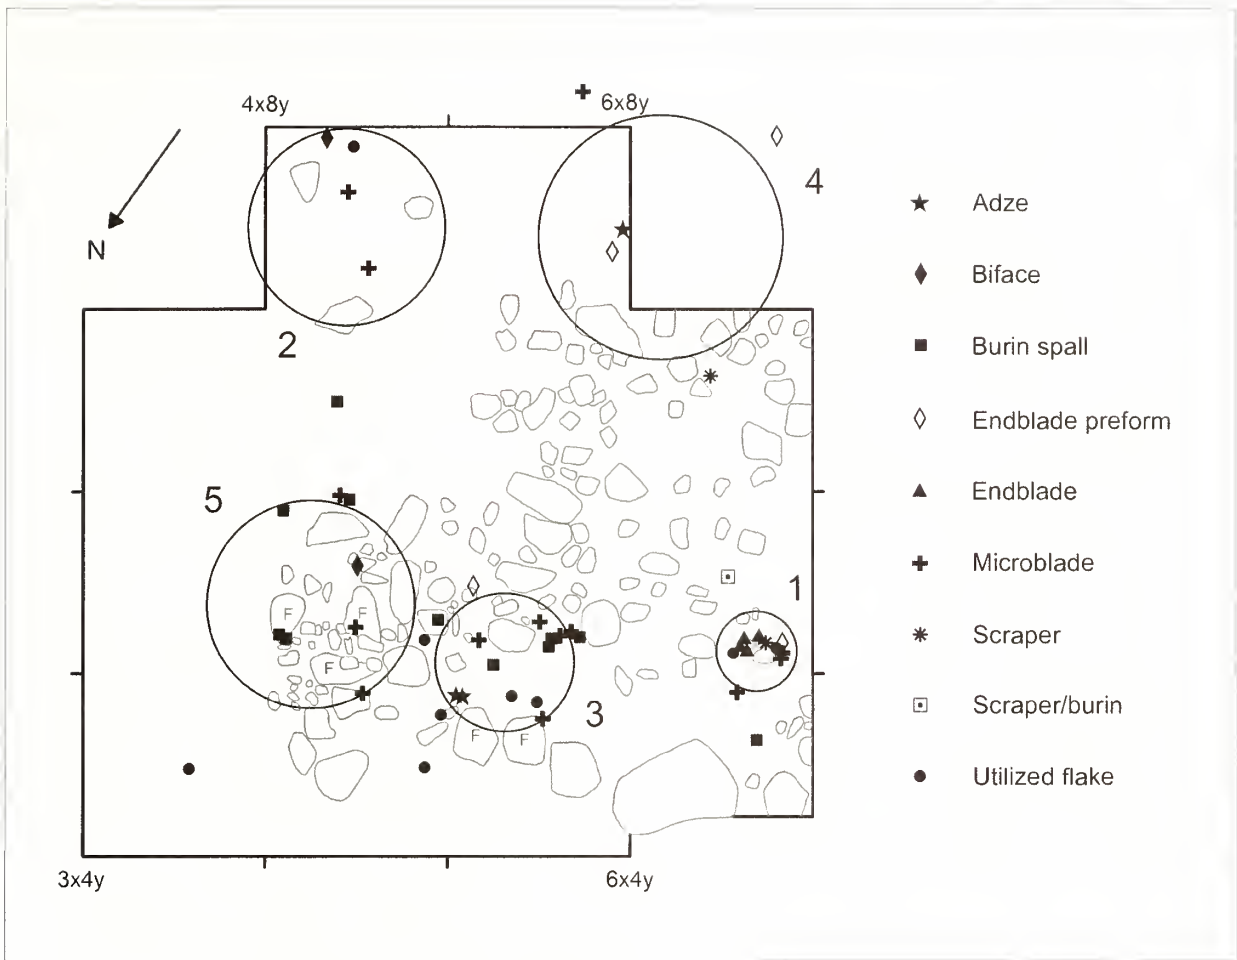 4x8y
6x8y
4
N
2
5
1
F
F
F
3
F
F
3x4y
6x4y
Adze
Biface
Burin spall
Endblade preform
Endblade
Microblade
Scraper
Scraper/burin
Utilized flake